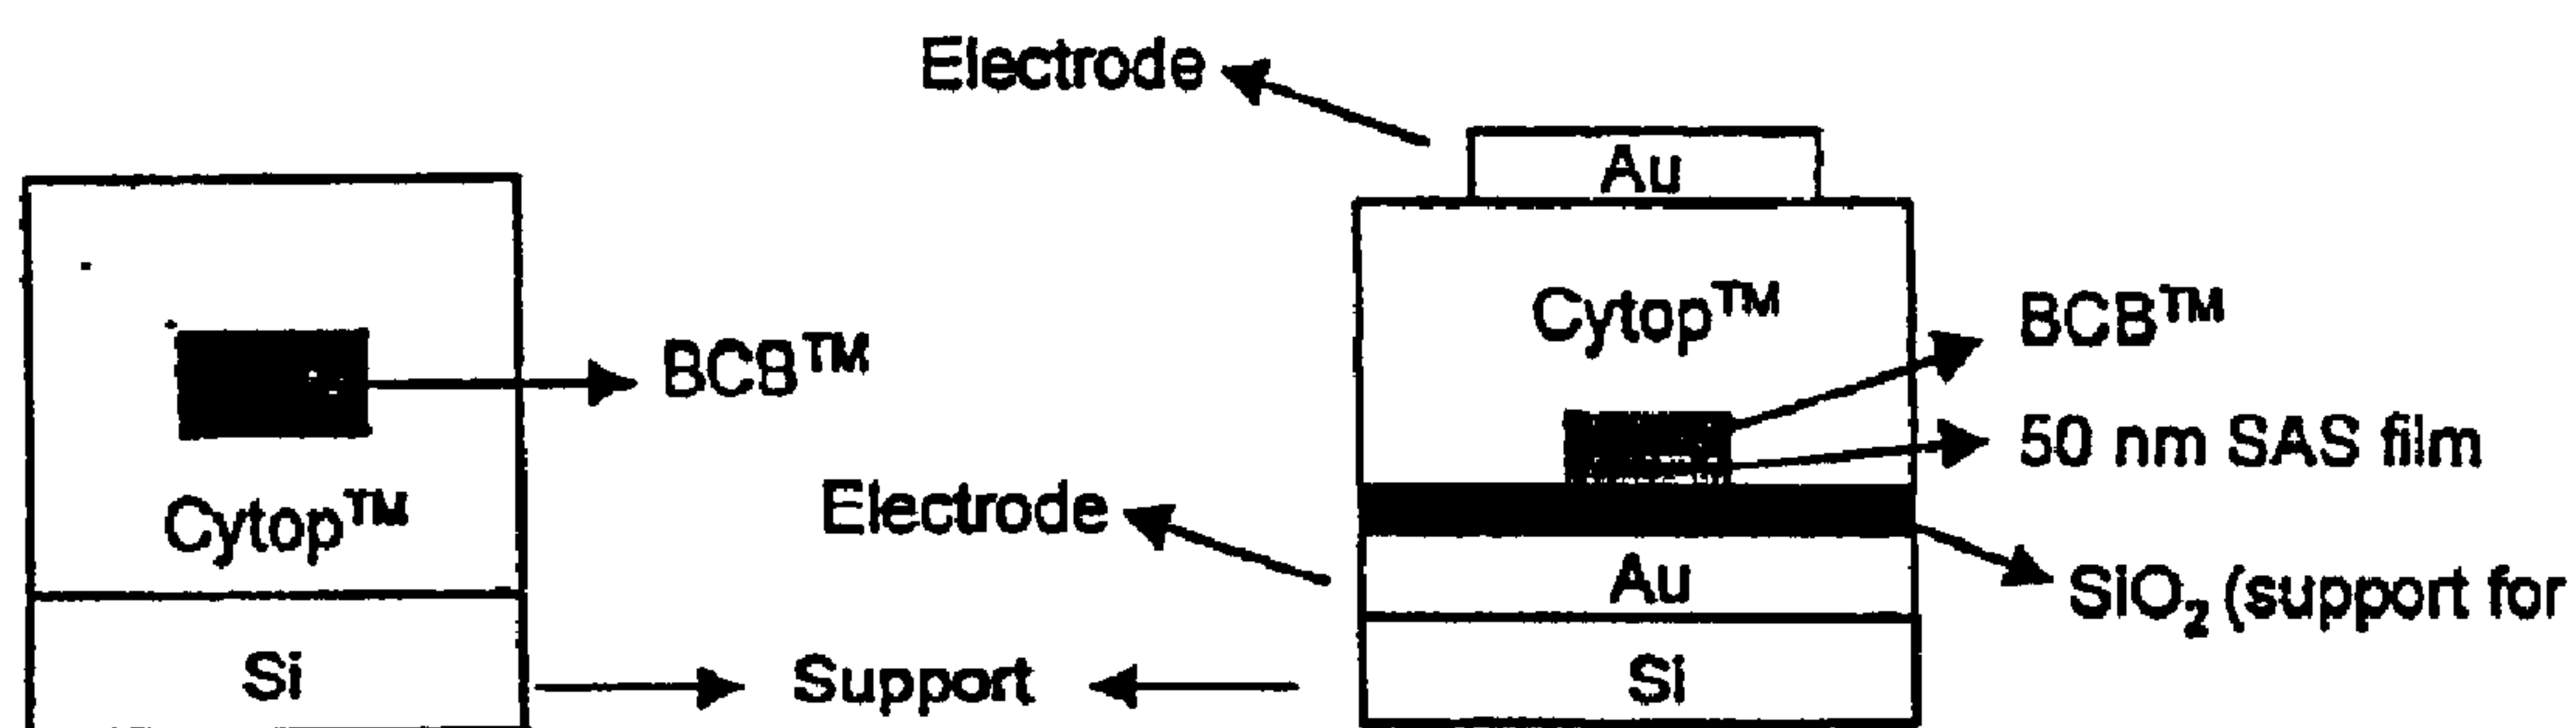 Electrode
Au
Cytop™
BCB™
BCB™
50 nm SAS film
Cytop™
Electrode
Au
SiO₂ (support for
Si
Support
Si